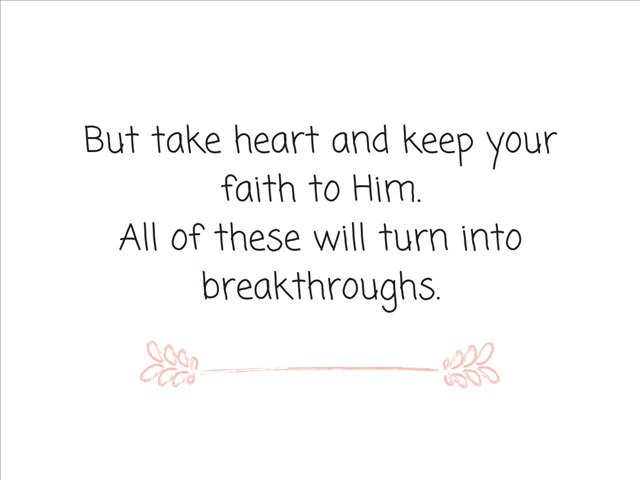 But take heart and keep your
faith to Him.
All of these will turn into
breakthroughs.